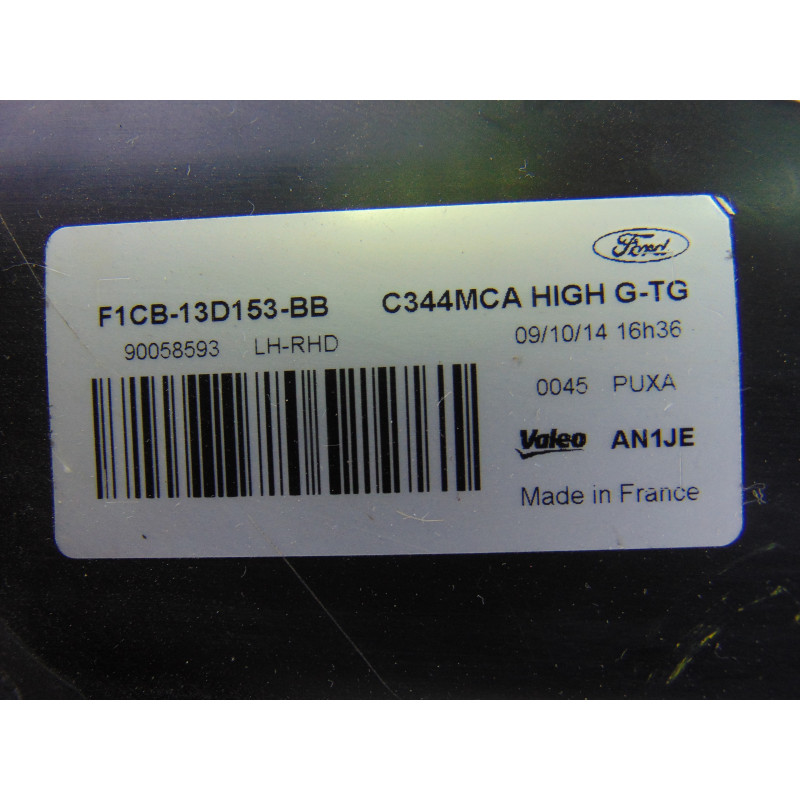 Ford
F1CB-13D153-BB C344MCA HIGH G-TG
90058593 LH-RHD 09/10/14 16h36
0045 PUXA
Valeo AN1JE
Made in France